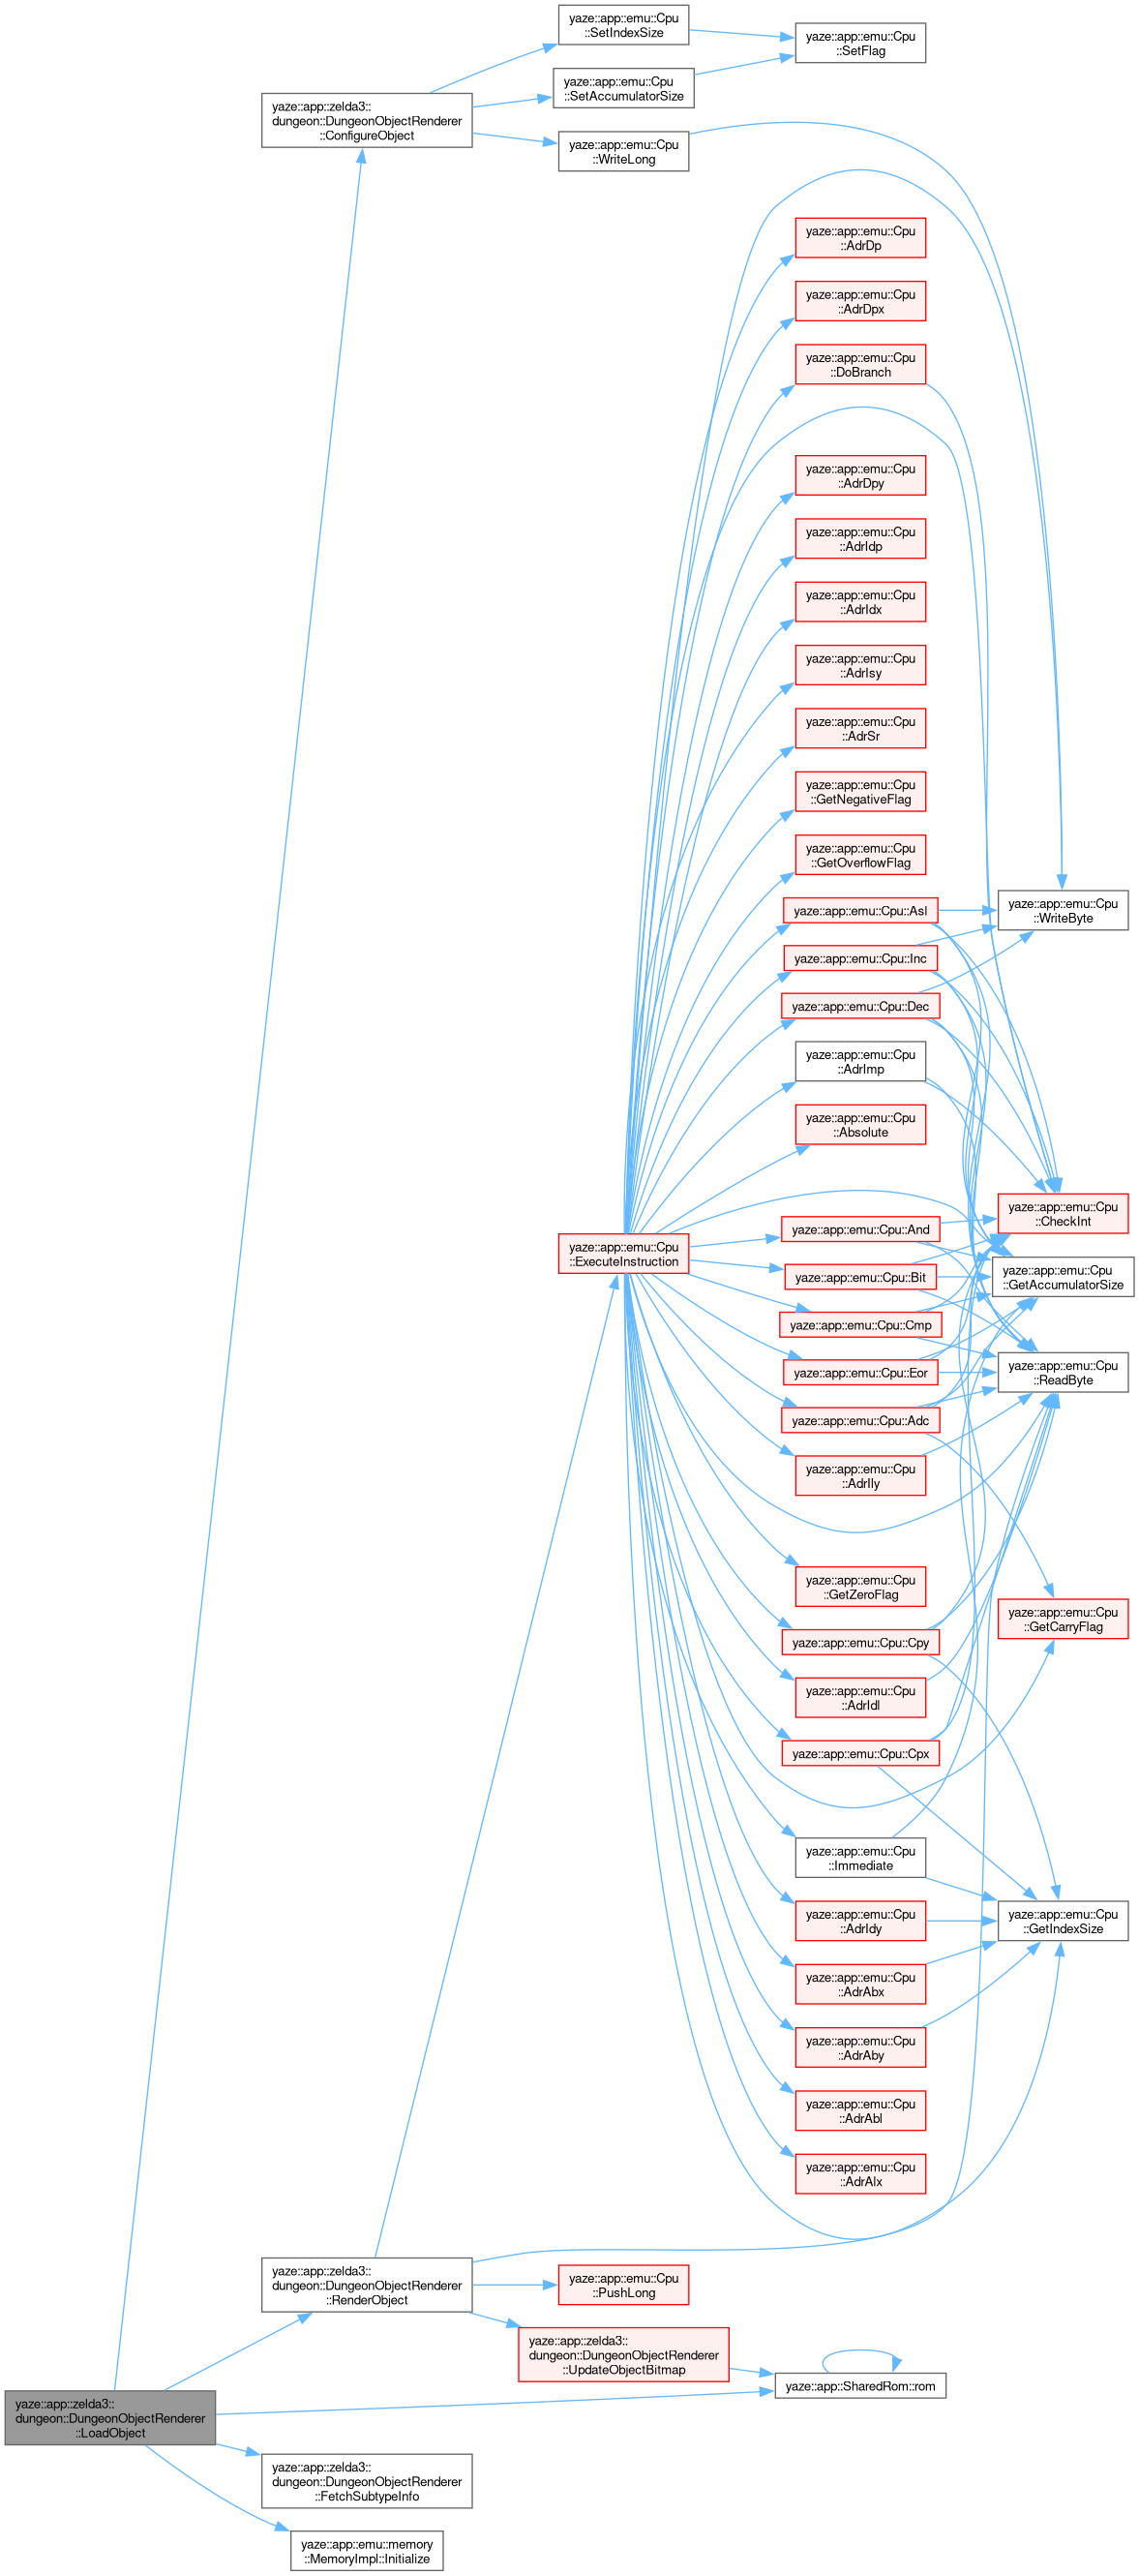 yaze::app::emu::Cpu
::SetIndexSize
yaze::app::emu::Cpu
::SetFlag
yaze::app::emu::Cpu
::SetAccumulatorSize
yaze::app::zelda3::
dungeon::DungeonObjectRenderer
::ConfigureObject
yaze::app::emu::Cpu
::WriteLong
yaze::app::emu::Cpu
::AdrDp
yaze::app::emu::Cpu
::AdrDpx
yaze::app::emu::Cpu
::DoBranch
yaze::app::emu::Cpu
::AdrDpy
yaze::app::emu::Cpu
::AdrIdp
yaze::app::emu::Cpu
::AdrIdx
yaze::app::emu::Cpu
::AdrIsy
yaze::app::emu::Cpu
::AdrSr
yaze::app::emu::Cpu
::GetNegativeFlag
yaze::app::emu::Cpu
::GetOverflowFlag
yaze::app::emu::Cpu::Asl
yaze::app::emu::Cpu
::WriteByte
yaze::app::emu::Cpu::Inc
yaze::app::emu::Cpu::Dec
yaze::app::emu::Cpu
::AdrImp
yaze::app::emu::Cpu
::Absolute
yaze::app::emu::Cpu
::CheckInt
yaze::app::emu::Cpu::And
yaze::app::emu::Cpu
::ExecuteInstruction
yaze::app::emu::Cpu::Bit
yaze::app::emu::Cpu
::GetAccumulatorSize
yaze::app::emu::Cpu::Cmp
yaze::app::emu::Cpu::Eor
yaze::app::emu::Cpu
::ReadByte
yaze::app::emu::Cpu::Adc
yaze::app::emu::Cpu
::AdrIly
yaze::app::emu::Cpu
::GetZeroFlag
yaze::app::emu::Cpu
::GetCarryFlag
yaze::app::emu::Cpu::Cpy
yaze::app::emu::Cpu
::AdrIdl
yaze::app::emu::Cpu::Cpx
yaze::app::emu::Cpu
::Immediate
yaze::app::emu::Cpu
::AdrIdy
yaze::app::emu::Cpu
::GetIndexSize
yaze::app::emu::Cpu
::AdrAbx
yaze::app::emu::Cpu
::AdrAby
yaze::app::emu::Cpu
::AdrAbl
yaze::app::emu::Cpu
::AdrAlx
yaze::app::zelda3::
dungeon::DungeonObjectRenderer
::RenderObject
yaze::app::emu::Cpu
::PushLong
yaze::app::zelda3::
dungeon::DungeonObjectRenderer
::UpdateObjectBitmap
yaze::app::SharedRom::rom
yaze::app::zelda3::
dungeon::DungeonObjectRenderer
::LoadObject
yaze::app::zelda3::
dungeon::DungeonObjectRenderer
::FetchSubtypeInfo
yaze::app::emu::memory
::MemoryImpl::Initialize